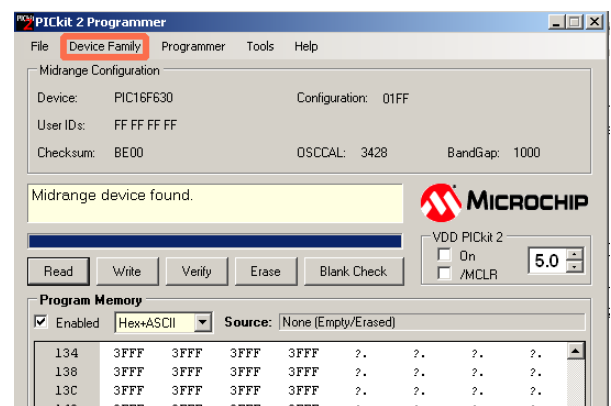 PICkit 2 Programmer
File Device Family Programmer Tools Help
Midrange Configuration
Device: PIC16F630 Configuration: 01FF
User IDs: FF FF FF FF
Checksum: BE00 OSCCAL: 3428 BandGap: 1000
Midrange device found.
MICROCHIP
VDD PICkit 2
On
/MCLR
5.0
Read Write Verify Erase Blank Check
Program Memory
Enabled Hex+ASCII Source: None (Empty/Erased)
134 3FFF 3FFF 3FFF 3FFF ?. ?. ?. ?.
138 3FFF 3FFF 3FFF 3FFF ?. ?. ?. ?.
13C 3FFF 3FFF 3FFF 3FFF ?. ?. ?. ?.